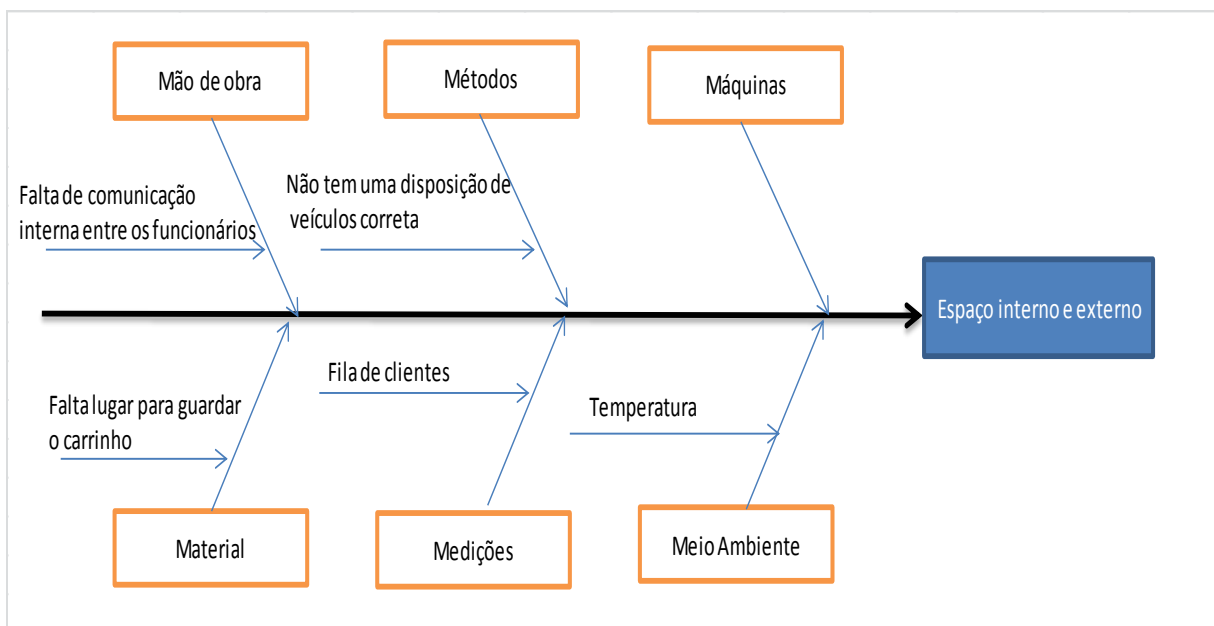 Mão de obra
Métodos
Máquinas
Falta de comunicação
interna entre os funcionários
Não tem uma disposição de
veículos correta
Espaço interno e externo
Fila de clientes
Falta lugar para guardar
o carrinho
Temperatura
Material
Medições
Meio Ambiente